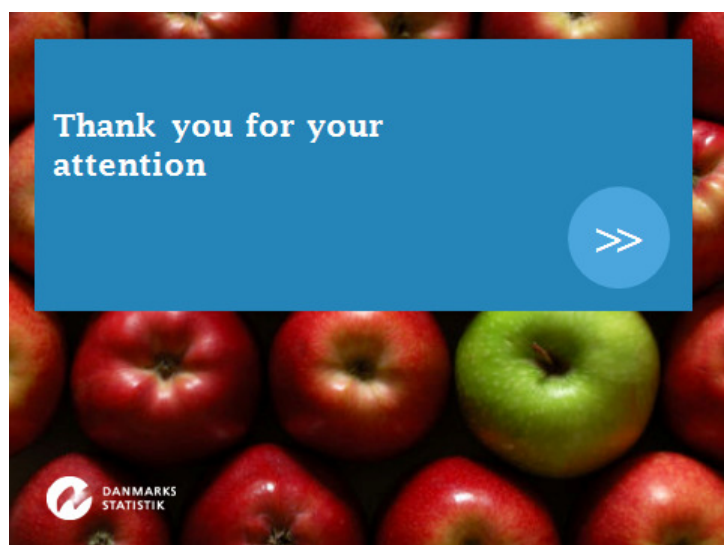 Thank you for your
attention
>>
DANMARKS
STATISTIK